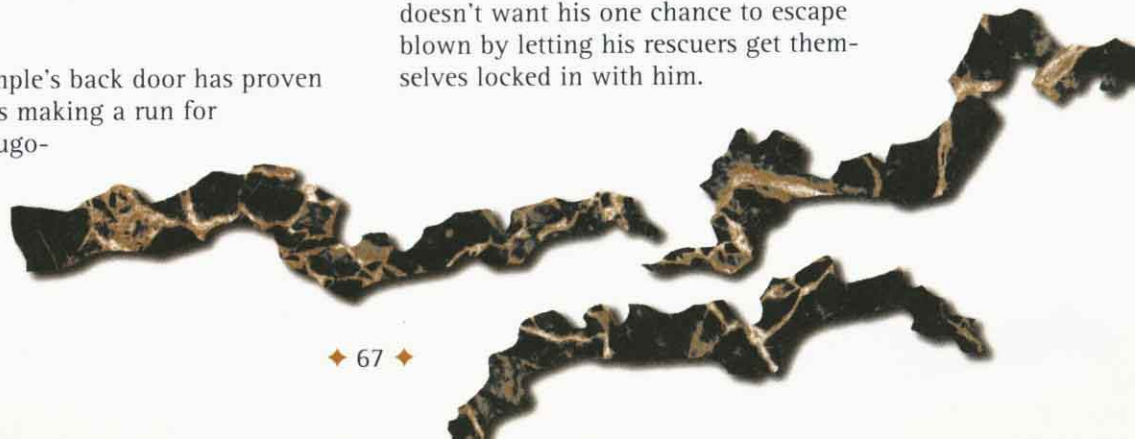 mple's back door has proven
s making a run for
ugo-
doesn't want his one chance to escape
blown by letting his rescuers get them-
selves locked in with him.
✦ 67 ✦